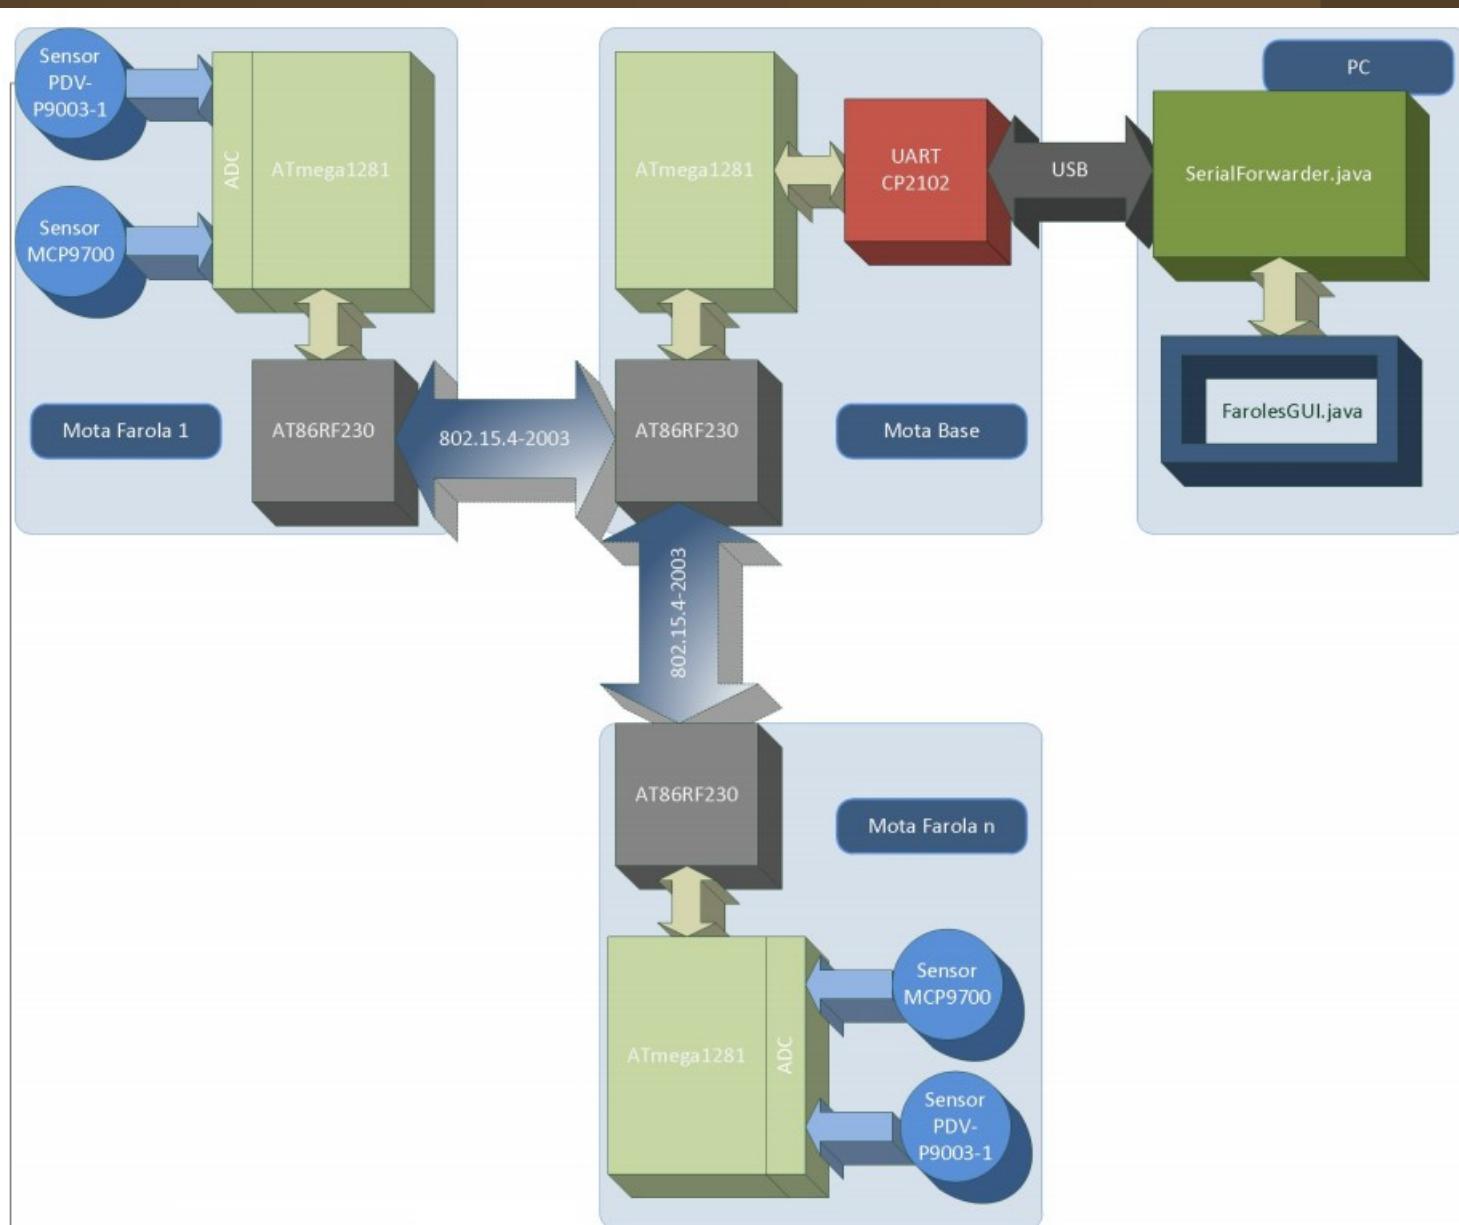 Sensor
PDV-
P9003-1
ADC
ATmega1281
Sensor
MCP9700
AT86RF230
Mota Farola 1
802.15.4-2003
ATmega1281
UART
CP2102
AT86RF230
Mota Base
USB
PC
SerialForwarder.java
FarolesGUI.java
802.15.4-2003
AT86RF230
Mota Farola n
ATmega1281
ADC
Sensor
MCP9700
Sensor
PDV-
P9003-1